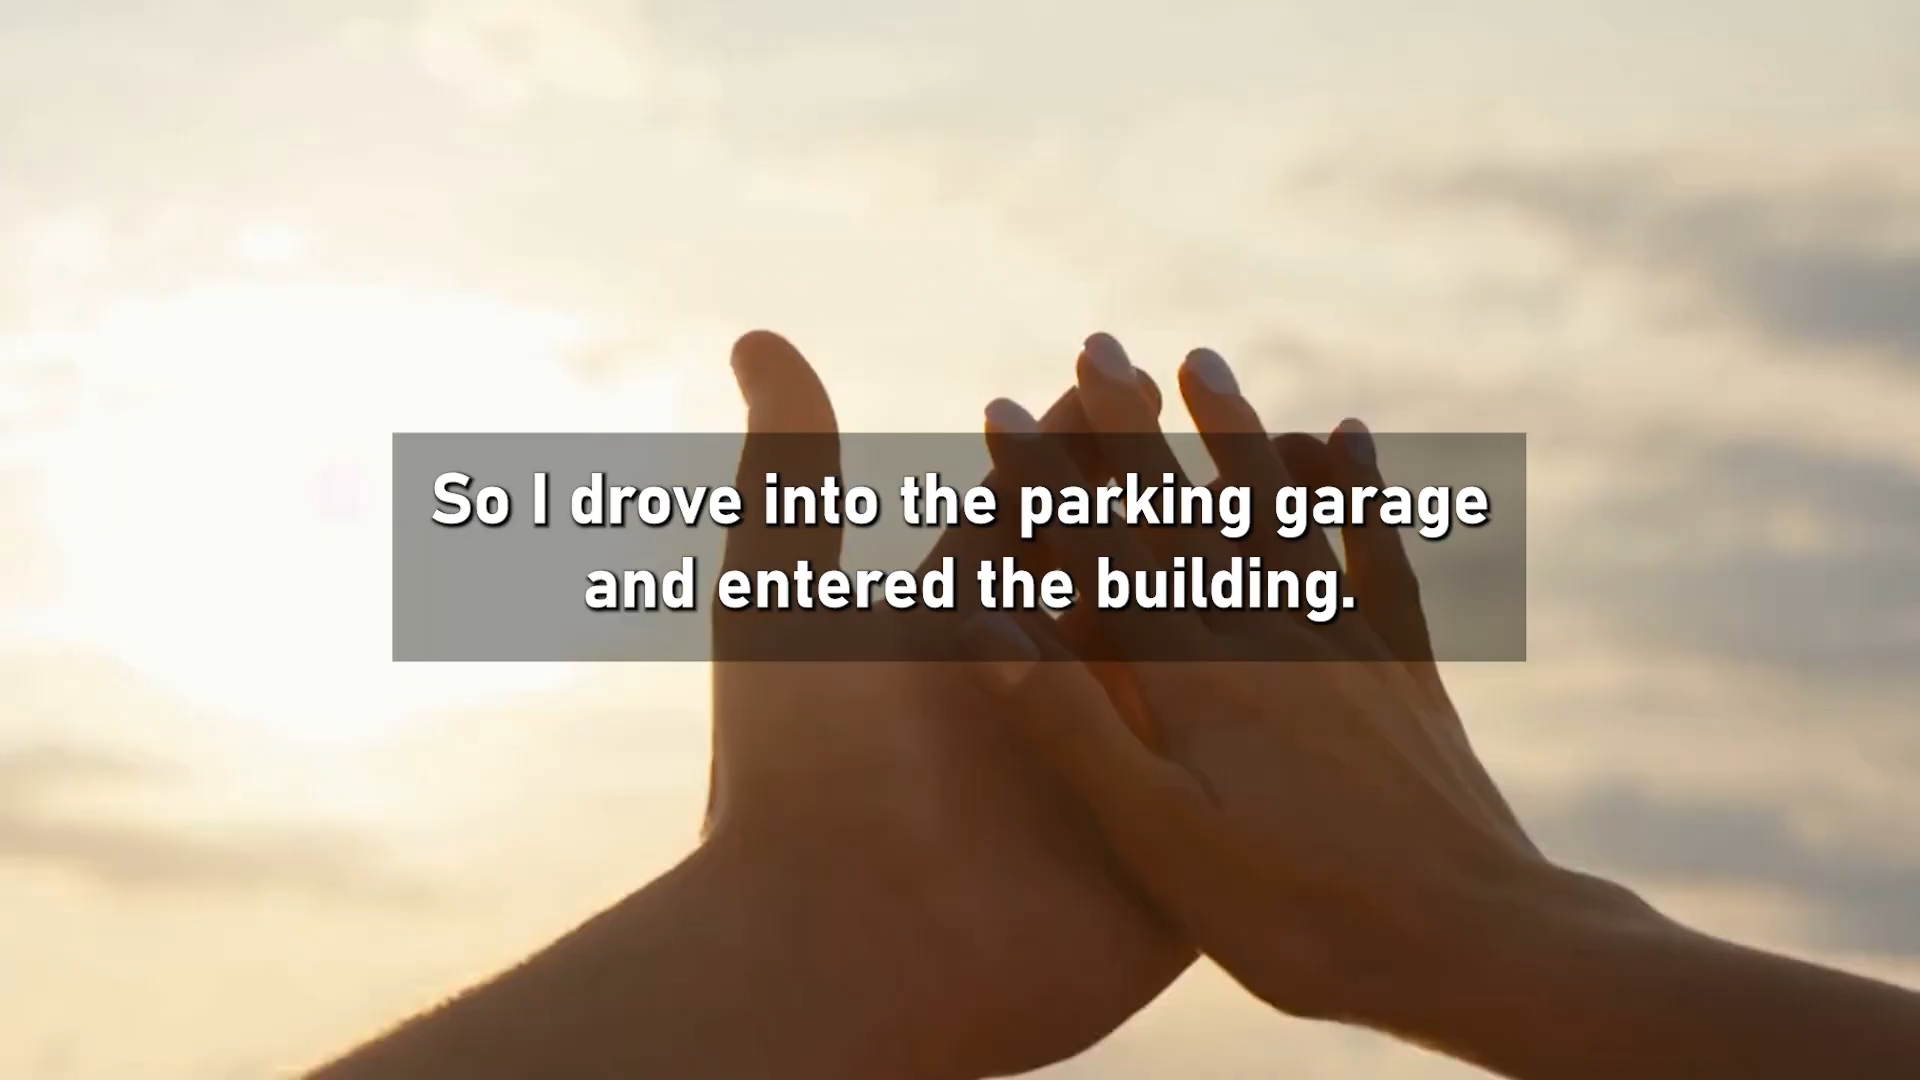 So I drove into the parking garage
and entered the building.